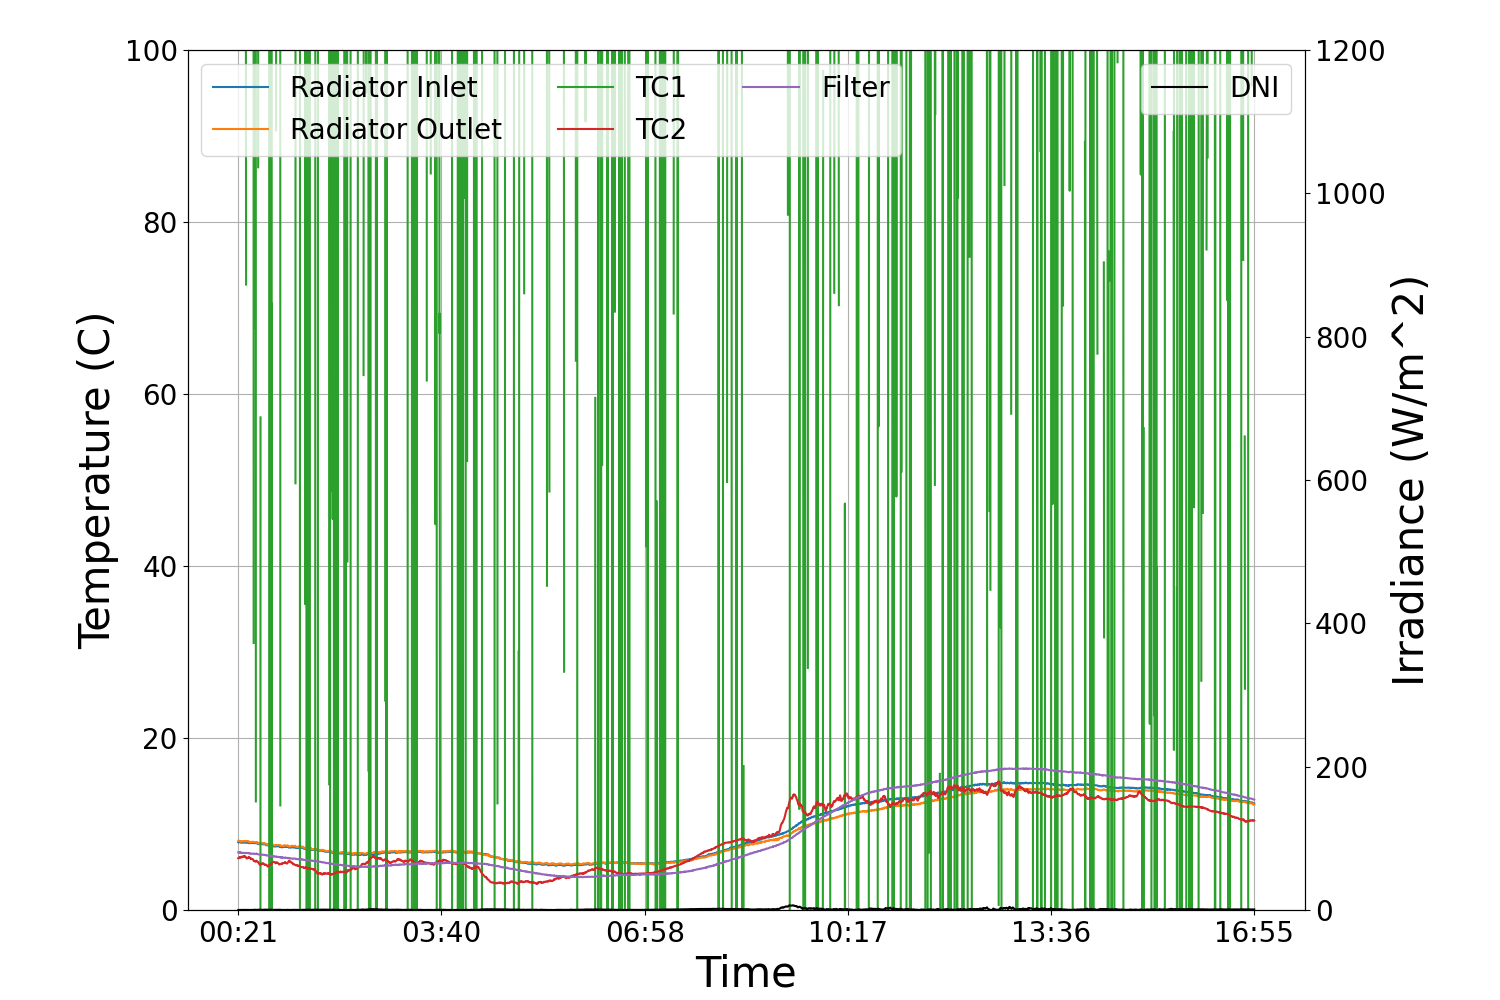 100
80
60
40
20
0
Temperature (C)
Radiator Inlet
Radiator Outlet
TC1
TC2
Filter
DNI
1200
1000
800
600
400
200
0
Irradiance (W/m^2)
00:21
03:40
06:58
10:17
13:36
16:55
Time